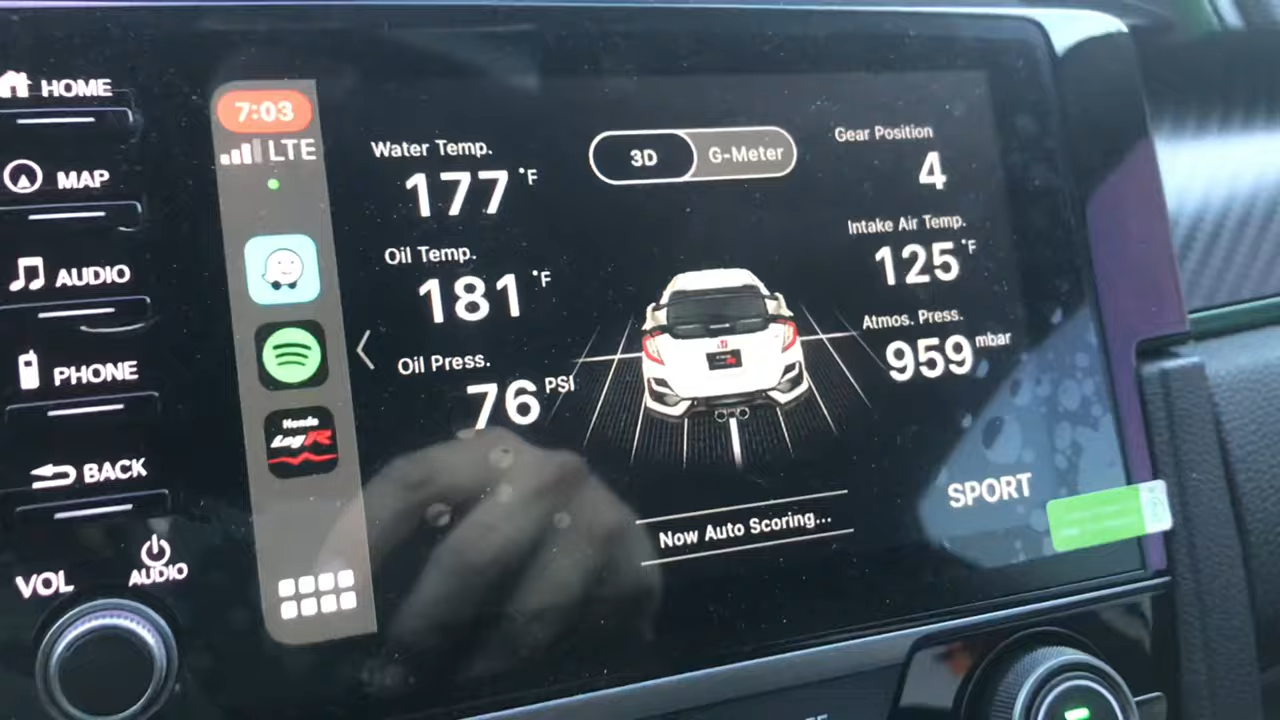 HOME
MAP
AUDIO
PHONE
BACK
VOL
AUDIO
7:03
LTE
Honda
LogR
Water Temp.
177 °F
Oil Temp.
181 °F
Oil Press.
76 PSI
3D G-Meter
Now Auto Scoring...
Gear Position
4
Intake Air Temp.
125 °F
Atmos. Press.
959 mbar
SPORT